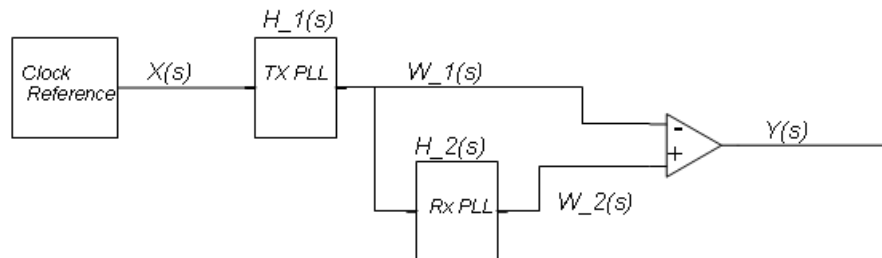 H_1(s)
Clock
Reference
X(s)
TX PLL
W_1(s)
-
+
Y(s)
H_2(s)
Rx PLL
W_2(s)